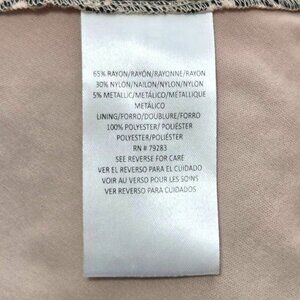 65% RAYON/RAYÓN/RAYONNE/RAYON
30% NYLON/NAILON/NYLON/NYLON
5% METALLIC/METÁLICO/MÉTALLIQUE
METÁLICO
LINING/FORRO/DOUBLURE/FORRO
100% POLYESTER/ POLIÉSTER
POLYESTER/POLIÉSTER
RN # 79283
SEE REVERSE FOR CARE
VER EL REVERSO PARA EL CUIDADO
VOIR AU VERSO POUR LES SOINS
VER REVERSO PARA CUIDADOS